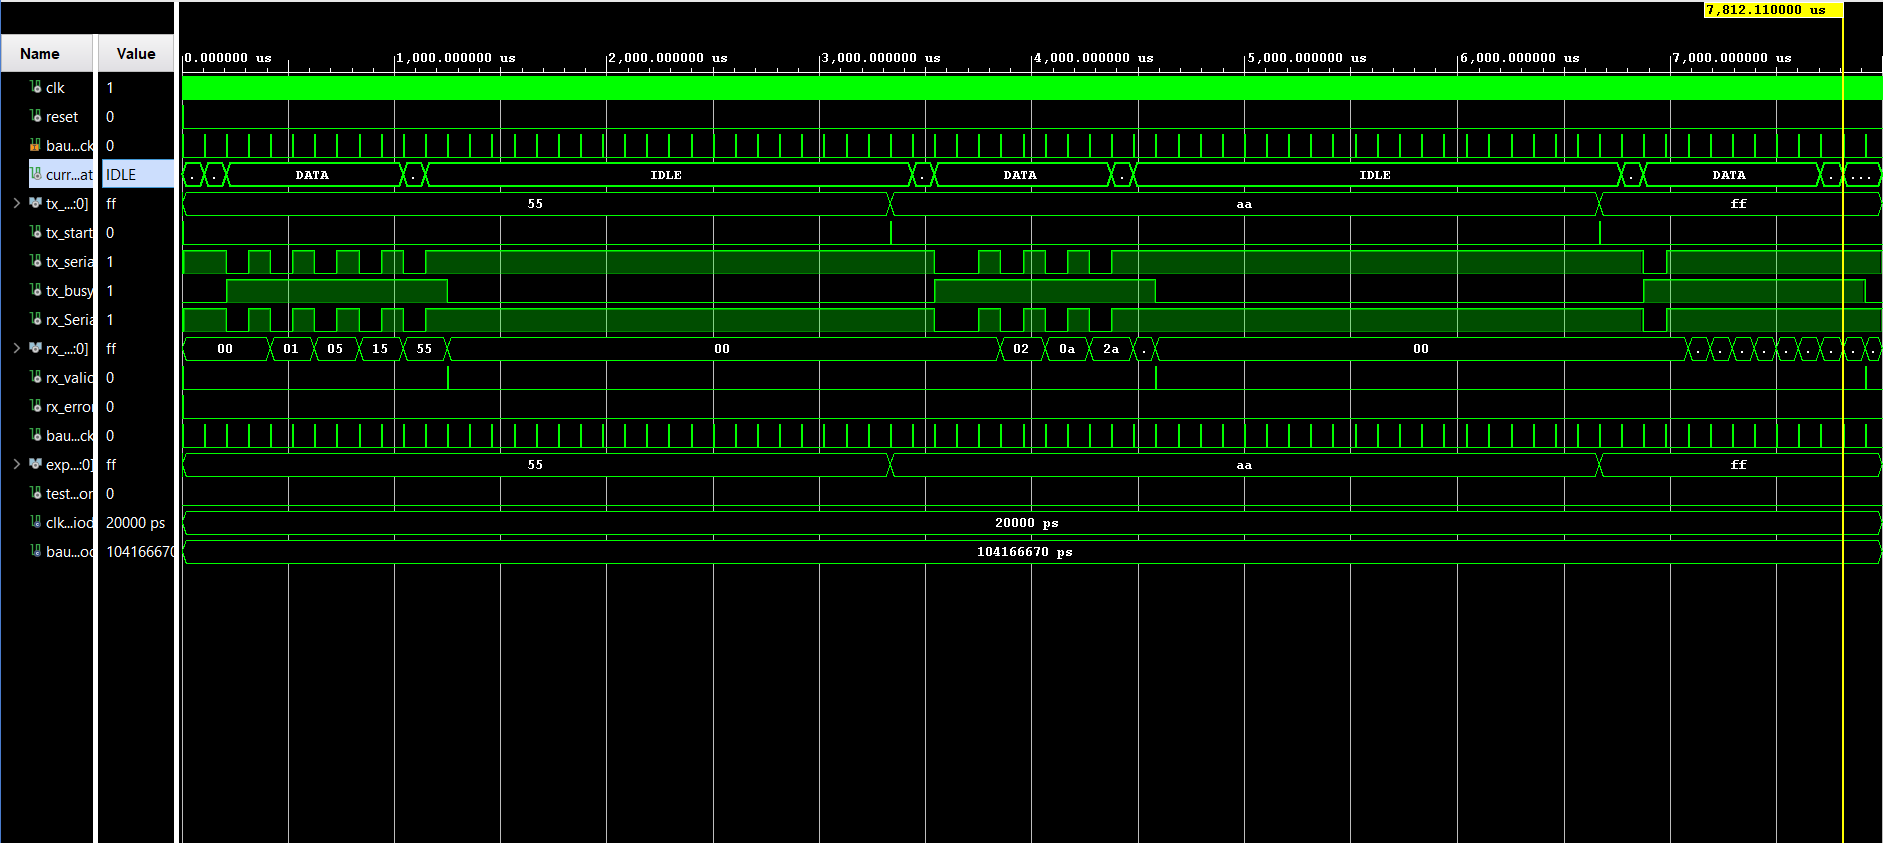 7,812.110000 us
Name Value
0.000000 us 1,000.000000 us 2,000.000000 us 3,000.000000 us 4,000.000000 us 5,000.000000 us 6,000.000000 us 7,000.000000 us
clk 1
reset 0
bau...ck 0
curr...at IDLE . . DATA . IDLE . DATA . IDLE . DATA . ...
tx_...:0] ff 55 aa ff
tx_start 0
tx_seria 1
tx_busy 1
rx_Seria 1
rx_...:0] ff 00 01 05 15 55 00 02 0a 2a . 00 . . . . . . . . .
rx_valid 0
rx_error 0
bau...ck 0
exp...:0] ff 55 aa ff
test...or 0
clk...iod 20000 ps 20000 ps
bau...od 104166670 104166670 ps